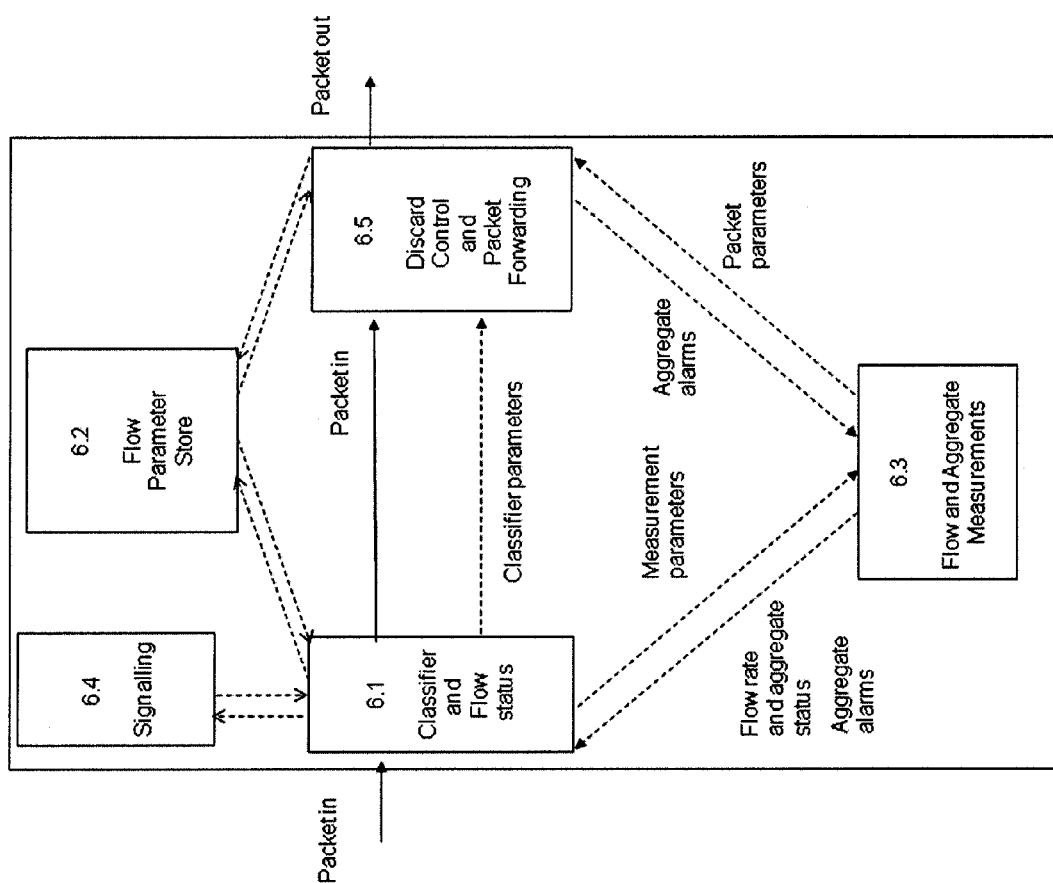 Packet in
6.4
Signalling
6.1
Classifier
and
Flow
status
6.2
Flow
Parameter
Store
Packet in
Classifier parameters
6.5
Discard
Control
and
Packet
Forwarding
Packet out
Measurement
parameters
Flow rate
and aggregate
status
Aggregate
alarms
Aggregate
alarms
Packet
parameters
6.3
Flow and Aggregate
Measurements